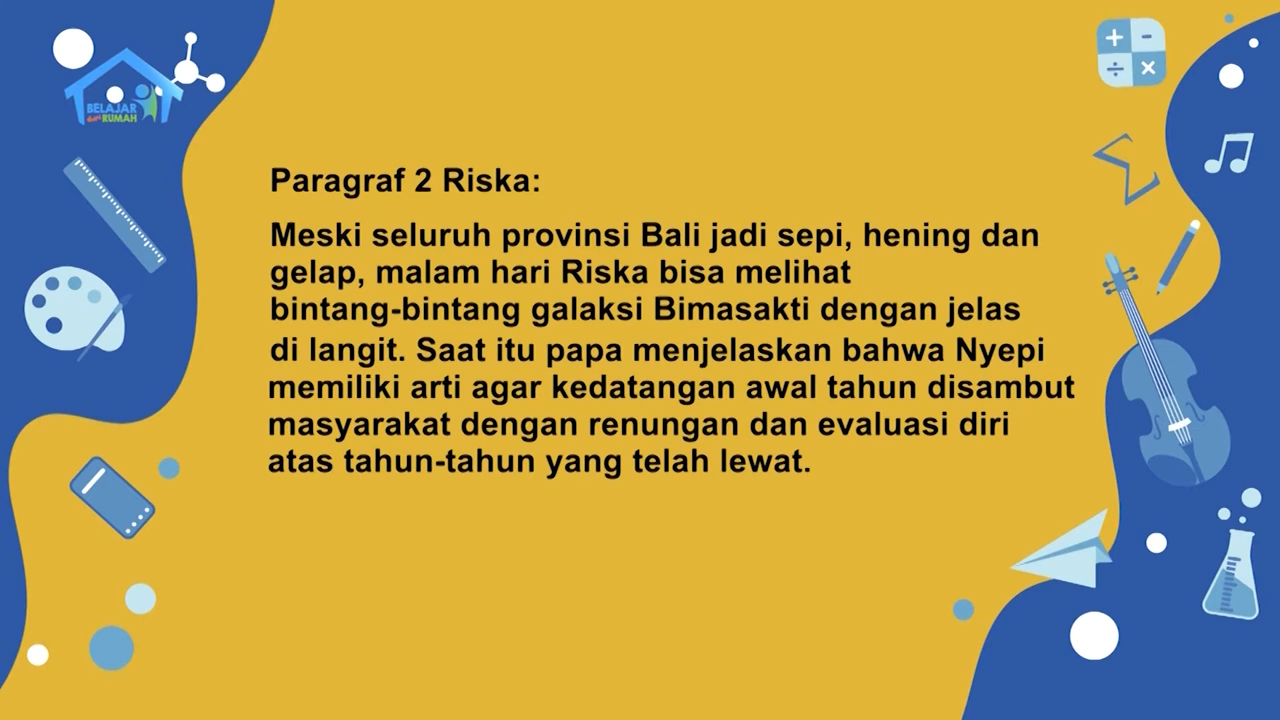 BELAJAR
dari RUMAH
Paragraf 2 Riska:
Meski seluruh provinsi Bali jadi sepi, hening dan
gelap, malam hari Riska bisa melihat
bintang-bintang galaksi Bimasakti dengan jelas
di langit. Saat itu papa menjelaskan bahwa Nyepi
memiliki arti agar kedatangan awal tahun disambut
masyarakat dengan renungan dan evaluasi diri
atas tahun-tahun yang telah lewat.